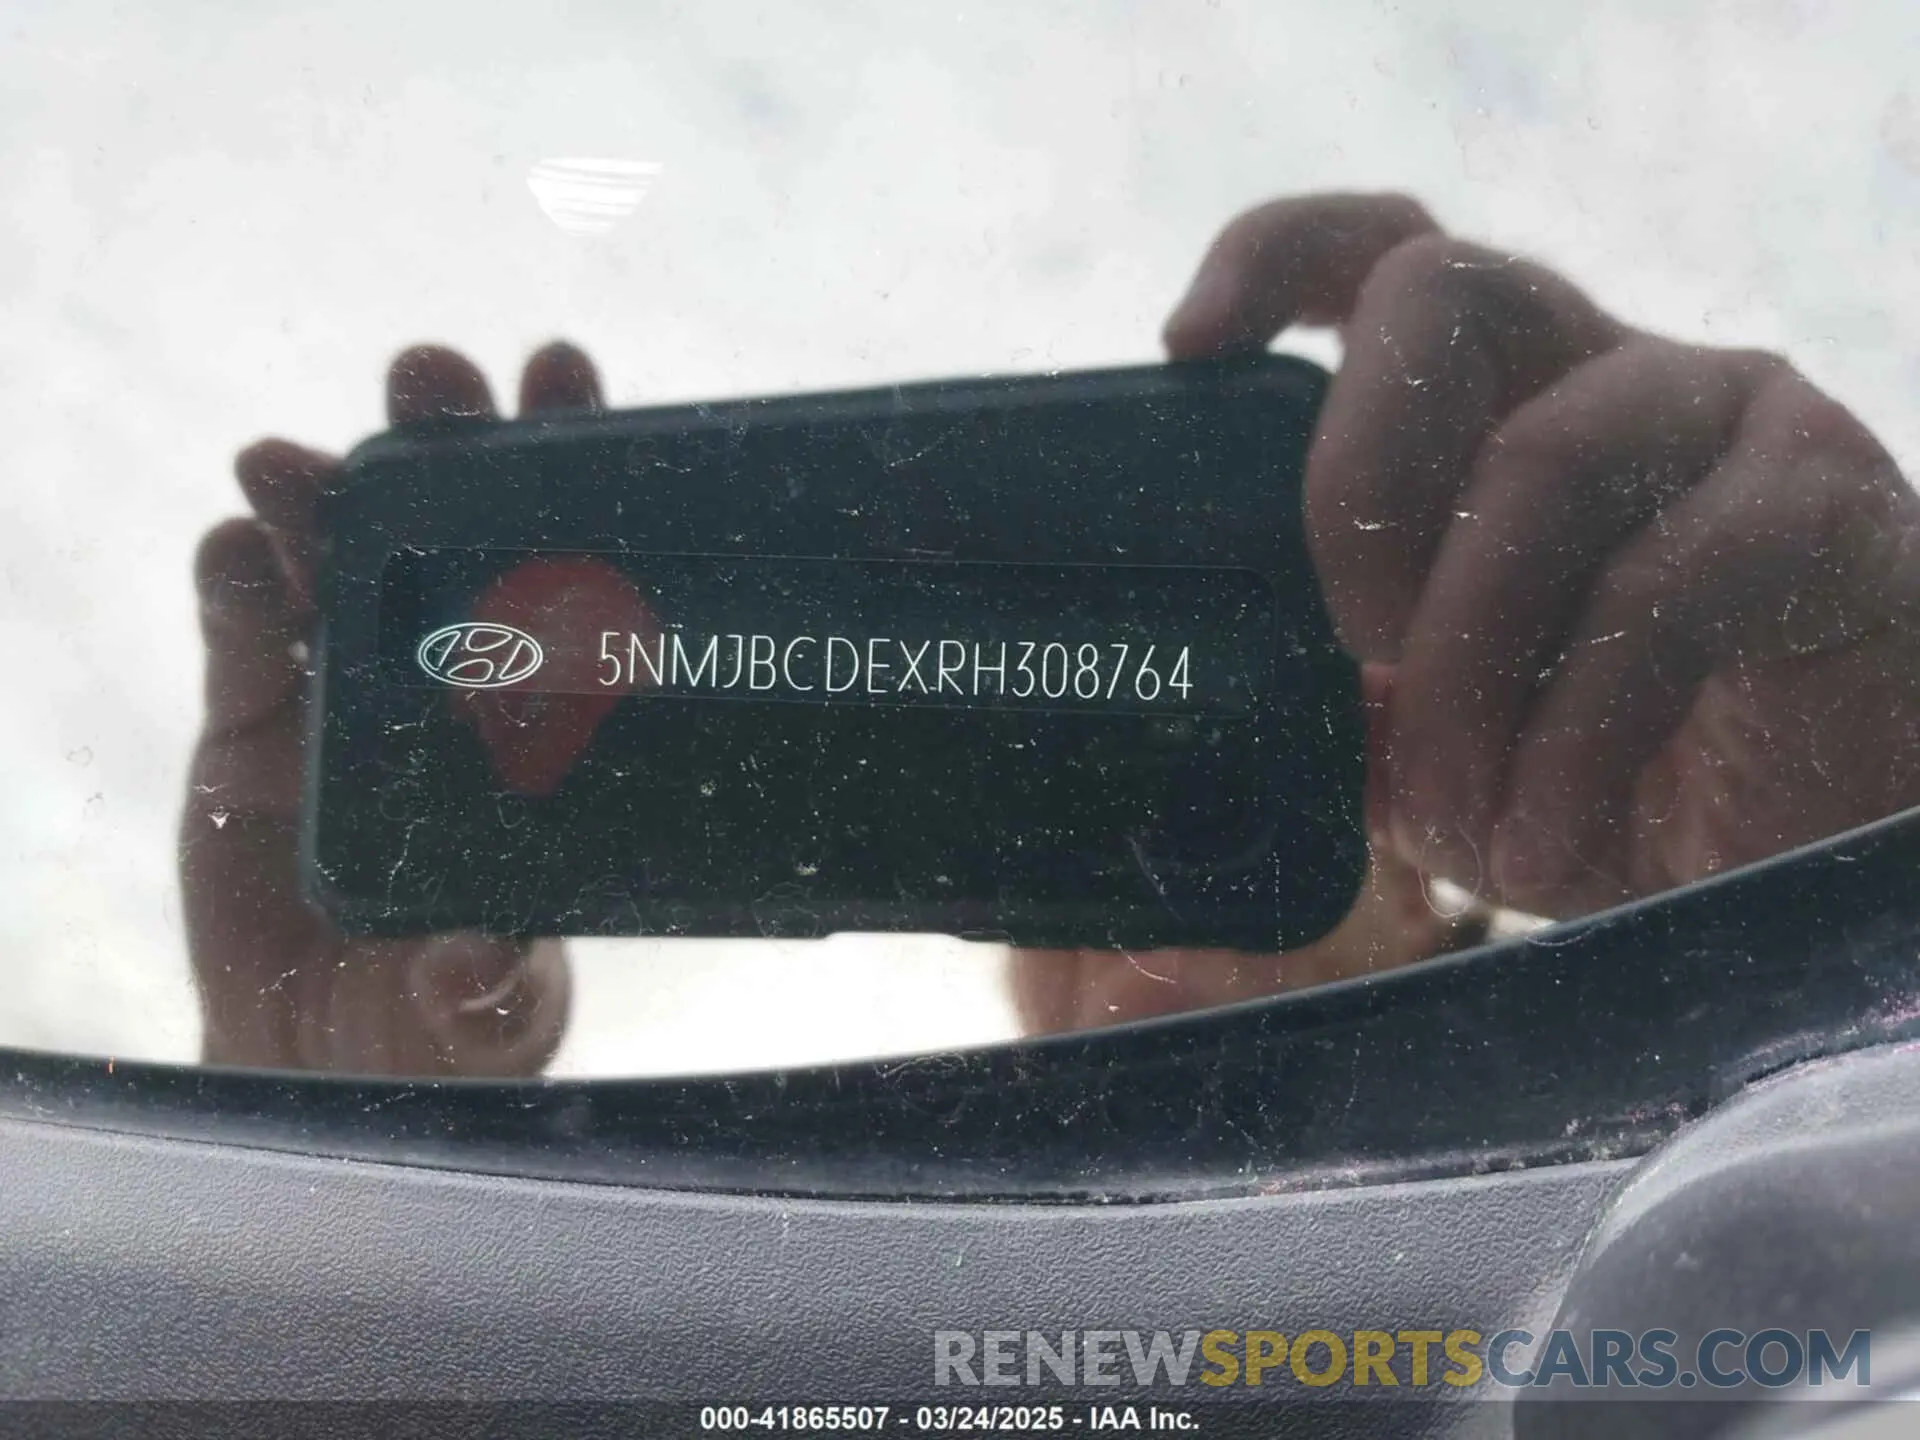 5NMJBCDEXRH308764
RENEWSPORTSCARS.COM
000-41865507 - 03/24/2025 - IAA Inc.